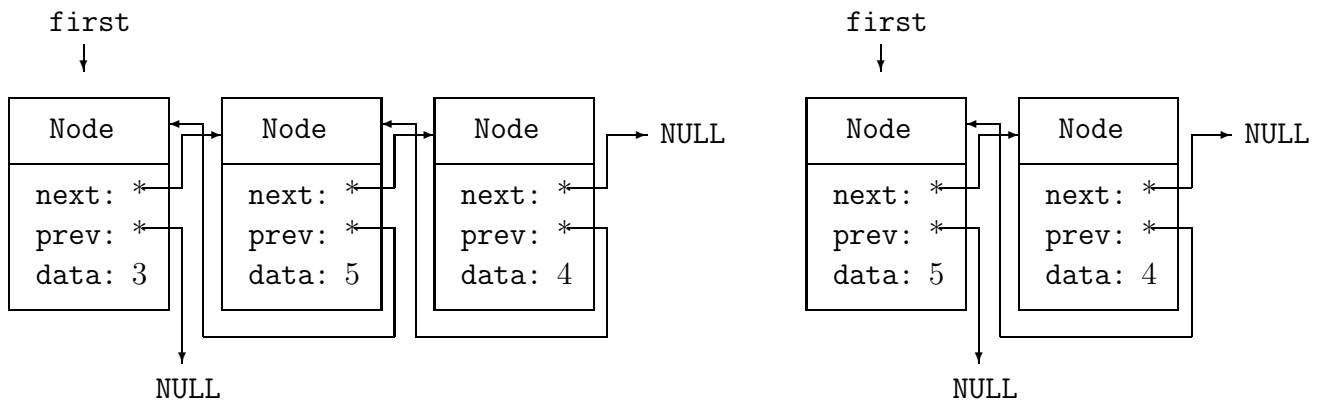 first
Node
next: *
prev: *
data: 3
NULL
Node
next: *
prev: *
data: 5
Node
next: *
prev: *
data: 4
NULL
first
Node
next: *
prev: *
data: 5
NULL
Node
next: *
prev: *
data: 4
NULL